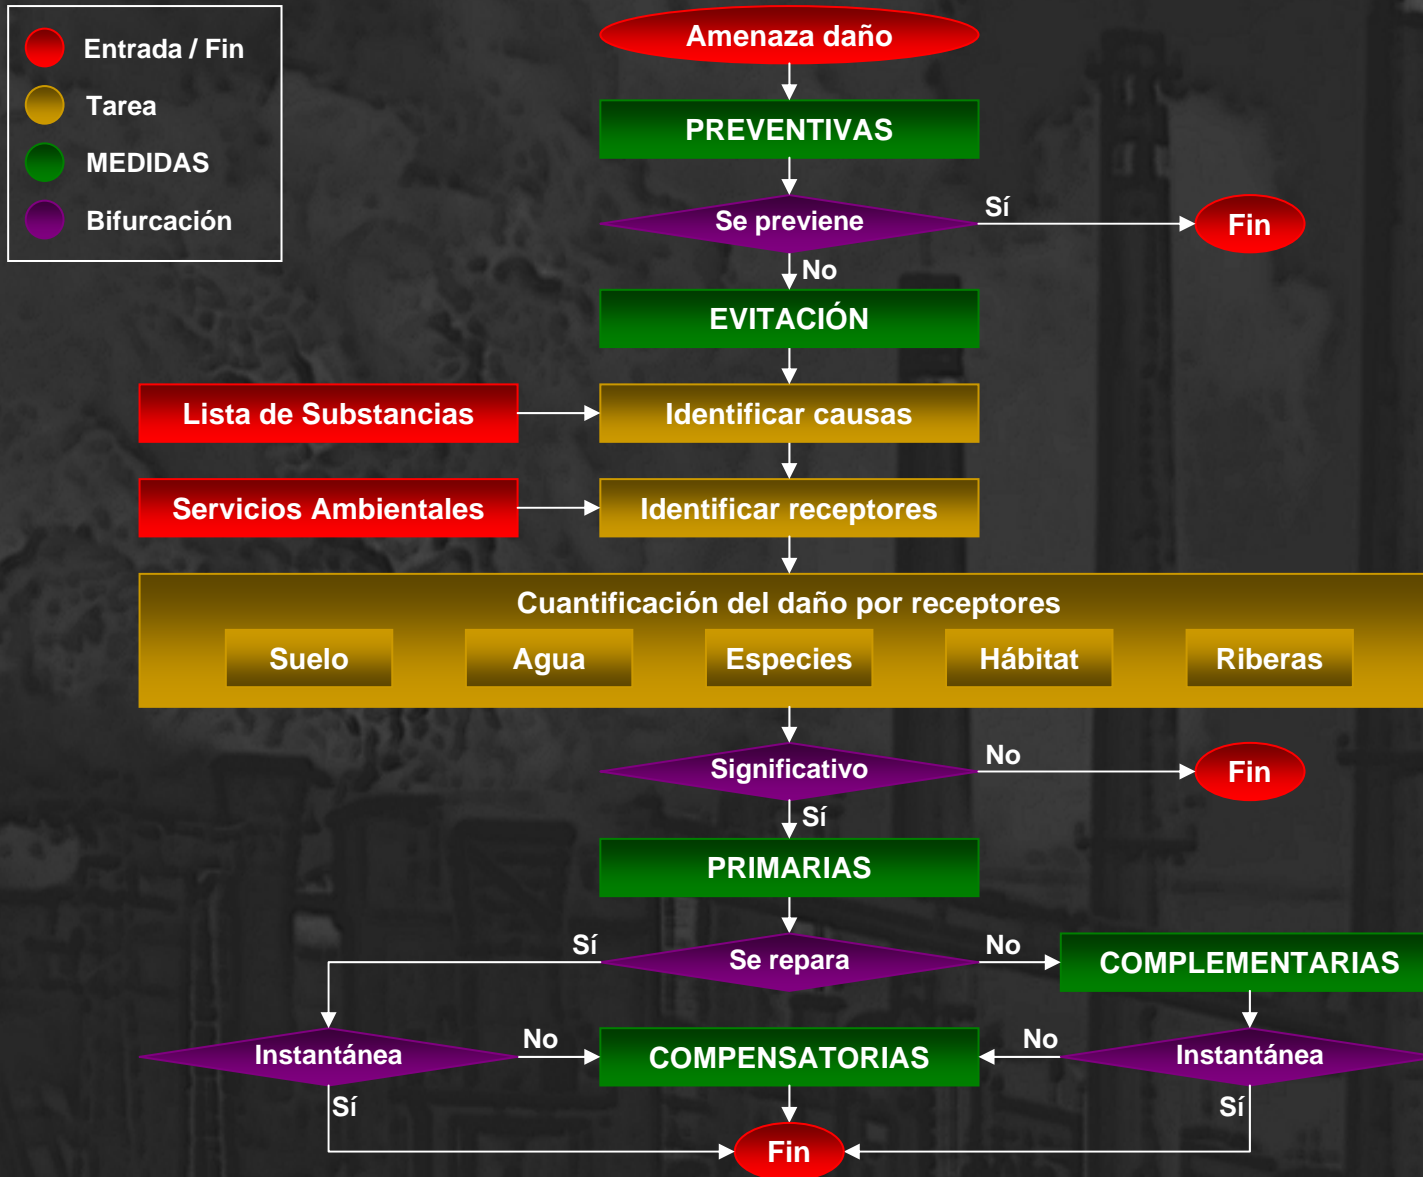 Entrada / Fin
Tarea
MEDIDAS
Bifurcación
Amenaza daño
PREVENTIVAS
Se previene
Sí
Fin
No
EVITACIÓN
Lista de Substancias
Identificar causas
Servicios Ambientales
Identificar receptores
Cuantificación del daño por receptores
Suelo
Agua
Especies
Hábitat
Riberas
Significativo
No
Fin
Sí
PRIMARIAS
Sí
Se repara
No
COMPLEMENTARIAS
Instantánea
No
COMPENSATORIAS
No
Instantánea
Sí
Sí
Fin